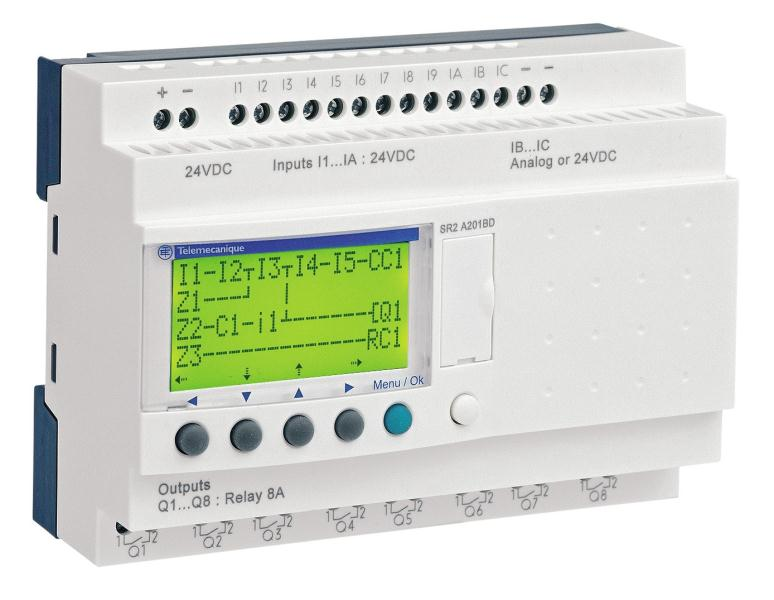 + − I1 I2 I3 I4 I5 I6 I7 I8 I9 IA IB IC − −
24VDC Inputs I1...IA : 24VDC IB...IC
Analog or 24VDC
SR2 A201BD
Telemecanique
I1-I2┬I3┬I4-I5-CC1
Z1----┘ |
Z2-C1-i1┴------[Q1
Z3----------------RC1
Menu / Ok
Outputs
Q1...Q8 : Relay 8A
1 2 1 2 1 2 1 2 1 2 1 2 1 2 1 2
Q1 Q2 Q3 Q4 Q5 Q6 Q7 Q8